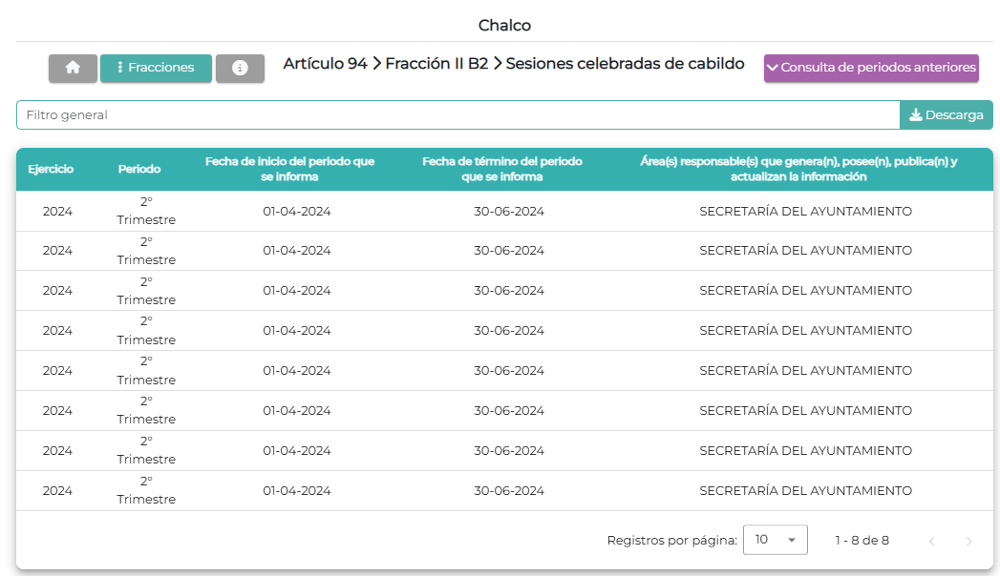 Chalco
Fracciones
Artículo 94 > Fracción II B2 > Sesiones celebradas de cabildo
Consulta de periodos anteriores
Filtro general
Descarga
Ejercicio Periodo Fecha de inicio del periodo que se informa Fecha de término del periodo que se informa Área(s) responsable(s) que genera(n), posee(n), publica(n) y actualizan la información
2024 2° Trimestre 01-04-2024 30-06-2024 SECRETARÍA DEL AYUNTAMIENTO
2024 2° Trimestre 01-04-2024 30-06-2024 SECRETARÍA DEL AYUNTAMIENTO
2024 2° Trimestre 01-04-2024 30-06-2024 SECRETARÍA DEL AYUNTAMIENTO
2024 2° Trimestre 01-04-2024 30-06-2024 SECRETARÍA DEL AYUNTAMIENTO
2024 2° Trimestre 01-04-2024 30-06-2024 SECRETARÍA DEL AYUNTAMIENTO
2024 2° Trimestre 01-04-2024 30-06-2024 SECRETARÍA DEL AYUNTAMIENTO
2024 2° Trimestre 01-04-2024 30-06-2024 SECRETARÍA DEL AYUNTAMIENTO
2024 2° Trimestre 01-04-2024 30-06-2024 SECRETARÍA DEL AYUNTAMIENTO
Registros por página: 10 1 - 8 de 8